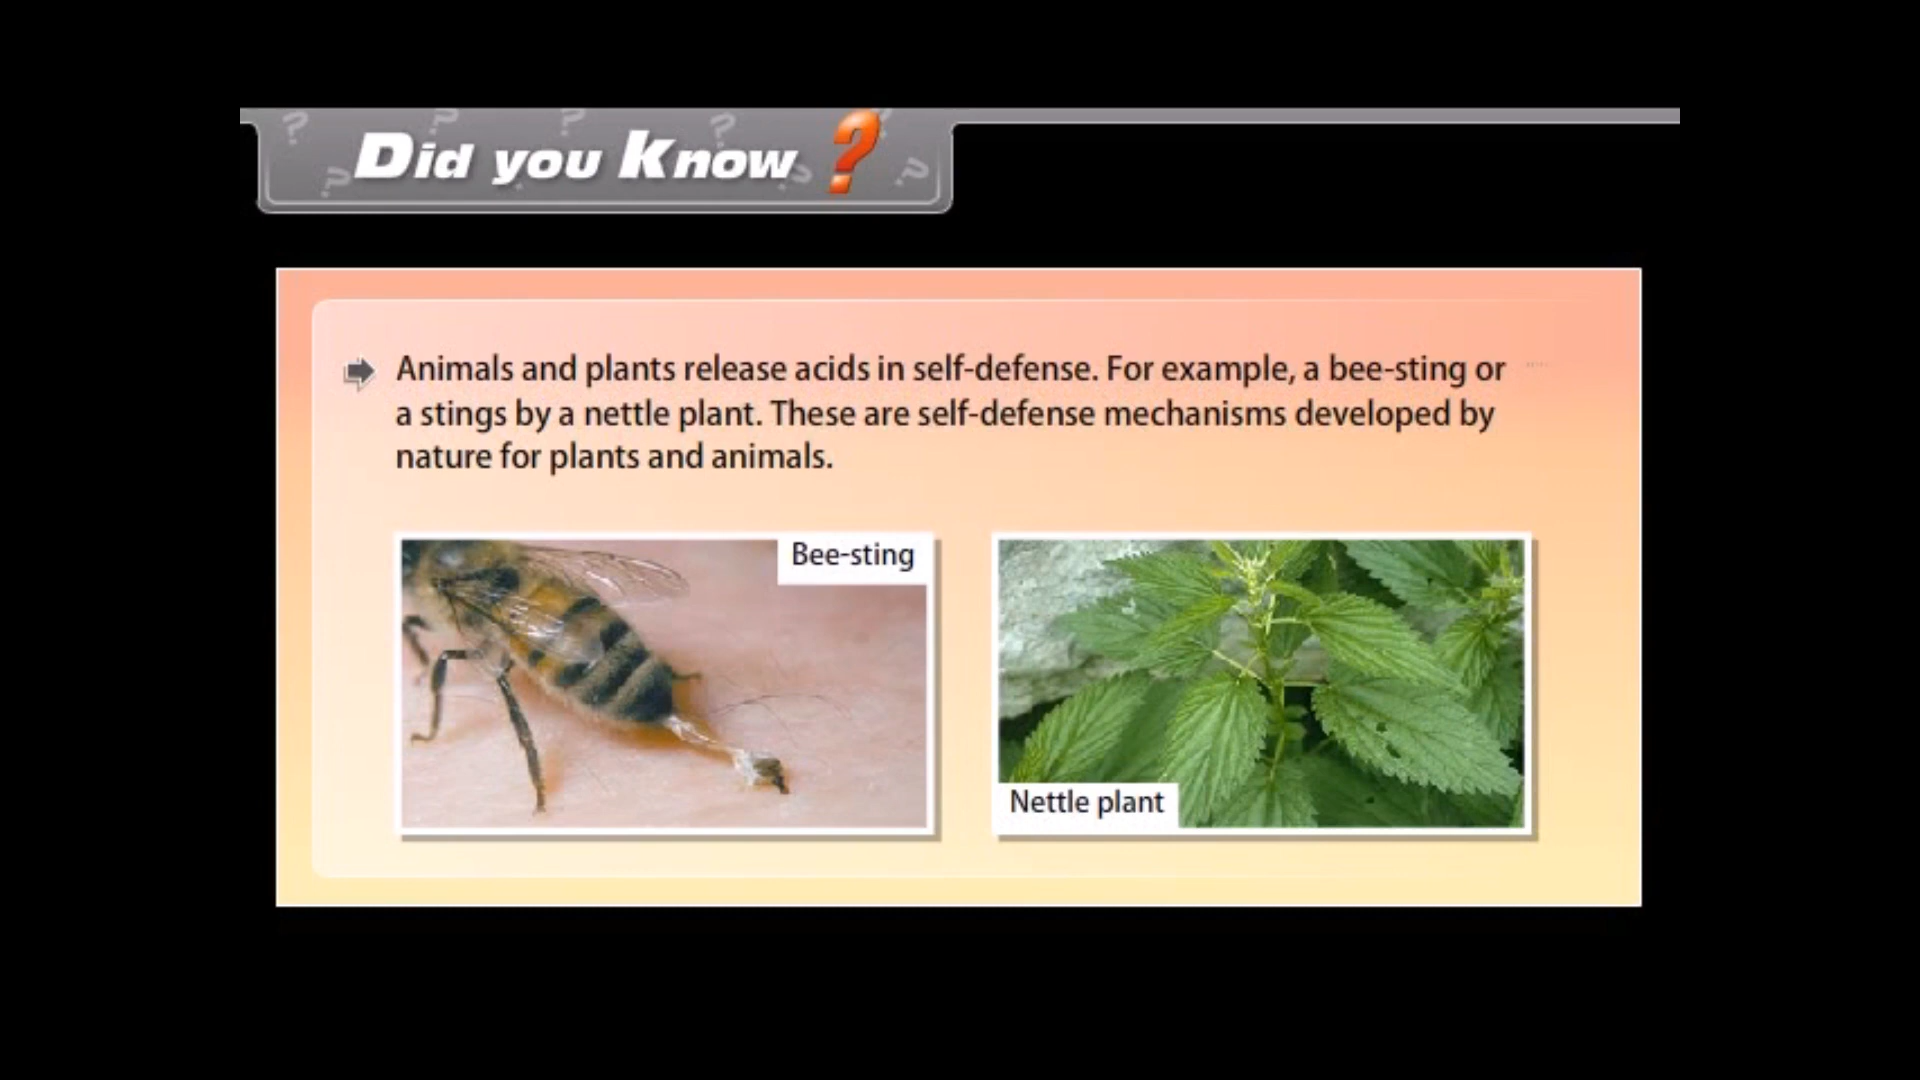 Did you Know ?
Animals and plants release acids in self-defense. For example, a bee-sting or
a stings by a nettle plant. These are self-defense mechanisms developed by
nature for plants and animals.
Bee-sting
Nettle plant